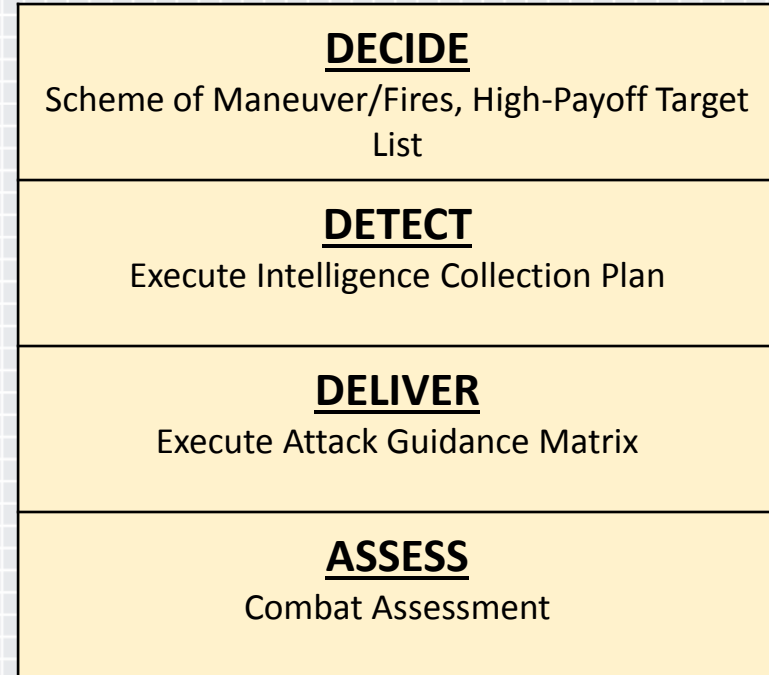 DECIDE
Scheme of Maneuver/Fires, High-Payoff Target
List
DETECT
Execute Intelligence Collection Plan
DELIVER
Execute Attack Guidance Matrix
ASSESS
Combat Assessment